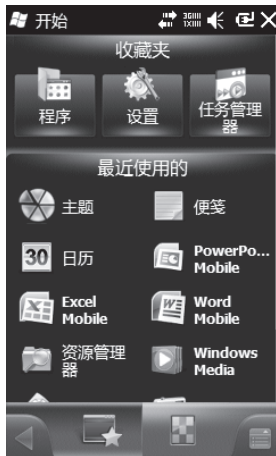 开始
3G
1X
收藏夹
程序
设置
任务管理
器
最近使用的
主题
便笺
30
日历
PowerPo...
Mobile
Excel
Mobile
Word
Mobile
资源管理
器
Windows
Media